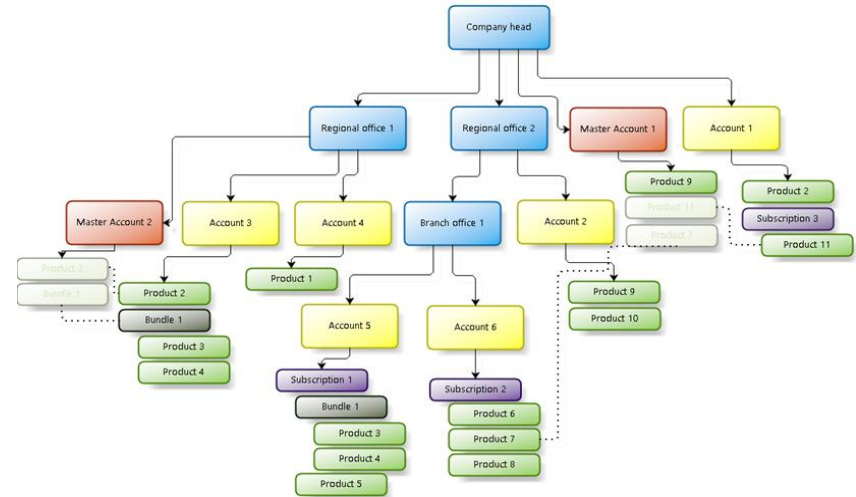 Company head
Regional office 1
Regional office 2
Master Account 1
Account 1
Product 9
Product 11
Product 7
Product 2
Subscription 3
Product 11
Master Account 2
Account 3
Account 4
Branch office 1
Account 2
Product 2
Bundle 1
Product 2
Bundle 1
Product 3
Product 4
Product 1
Product 9
Product 10
Account 5
Account 6
Subscription 1
Bundle 1
Product 3
Product 4
Product 5
Subscription 2
Product 6
Product 7
Product 8